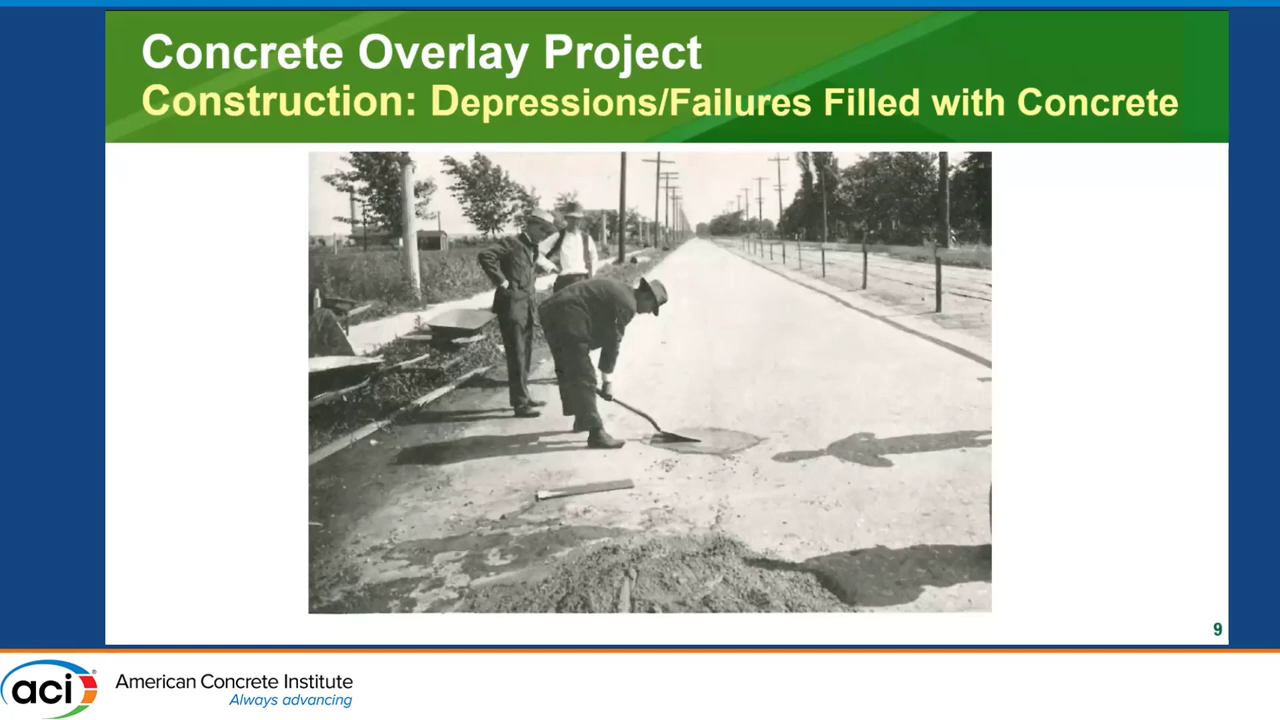 Concrete Overlay Project
Construction: Depressions/Failures Filled with Concrete
9
aci®
American Concrete Institute
Always advancing